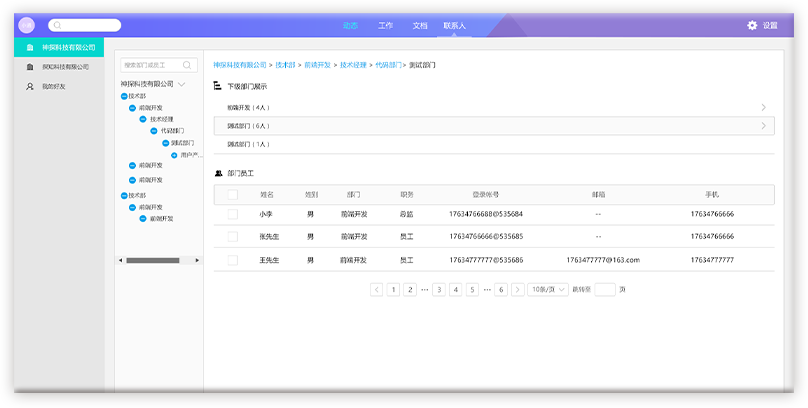 动态 工作 文档 联系人 设置
神探科技有限公司
探知科技有限公司
我的好友
搜索部门或员工
神探科技有限公司
技术部
前端开发
技术经理
代码部门
测试部门
用户产...
前端开发
前端开发
技术部
前端开发
前端开发
神探科技有限公司 > 技术部 > 前端开发 > 技术经理 > 代码部门 > 测试部门
下级部门展示
前端开发（4人）
测试部门（6人）
测试部门（1人）
部门员工
姓名 性别 部门 职务 登录帐号 邮箱 手机
小李 男 前端开发 总监 17634766688@535684 -- 17634766666
张先生 男 前端开发 员工 17634766666@535685 -- 17634766666
王先生 男 前端开发 员工 17634777777@535686 1763477777@163.com 17634777777
< 1 2 ··· 3 4 5 ··· 6 > 10条/页 跳转至 页